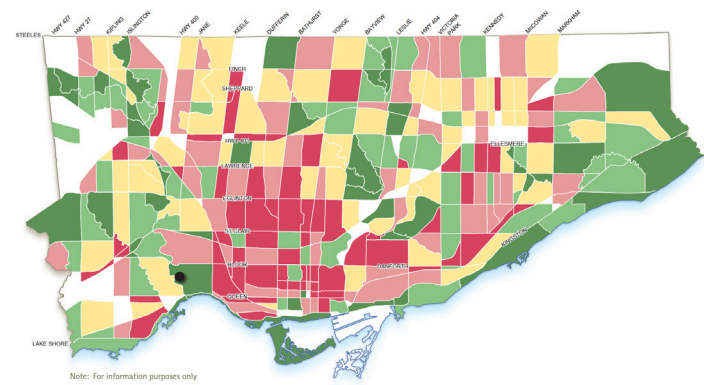 HWY 427
HWY 27
KIPLING
ISLINGTON
HWY 400
JANE
KEELE
DUFFERIN
BATHURST
YONGE
BAYVIEW
LESLIE
HWY 404
VICTORIA
PARK
KENNEDY
McCOWAN
MARKHAM
STEELES
FINCH
SHEPPARD
HWY 401
ELLESMERE
LAWRENCE
EGLINTON
ST CLAIR
KINGSTON
BLOOR
DANFORTH
QUEEN
LAKE SHORE
Note: For information purposes only